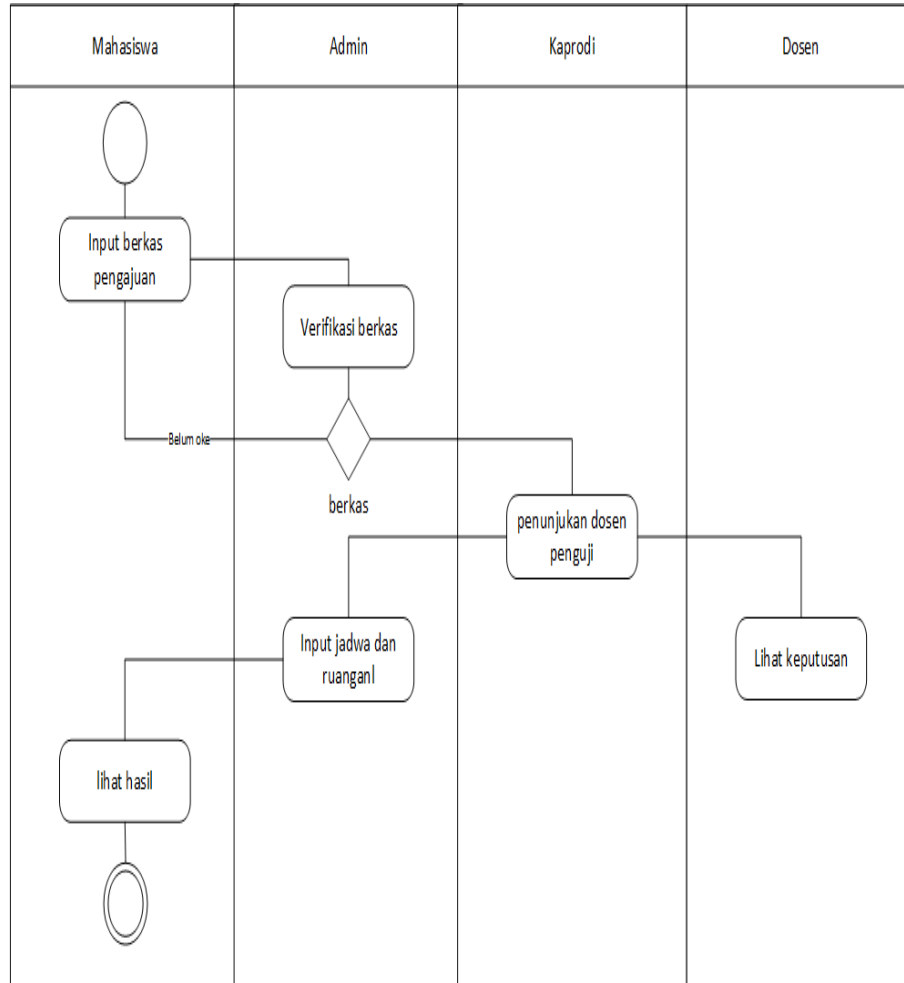 Mahasiswa
Admin
Kaprodi
Dosen
Input berkas
pengajuan
Verifikasi berkas
Belum oke
berkas
penunjukan dosen
penguji
Input jadwa dan
ruanganl
Lihat keputusan
lihat hasil